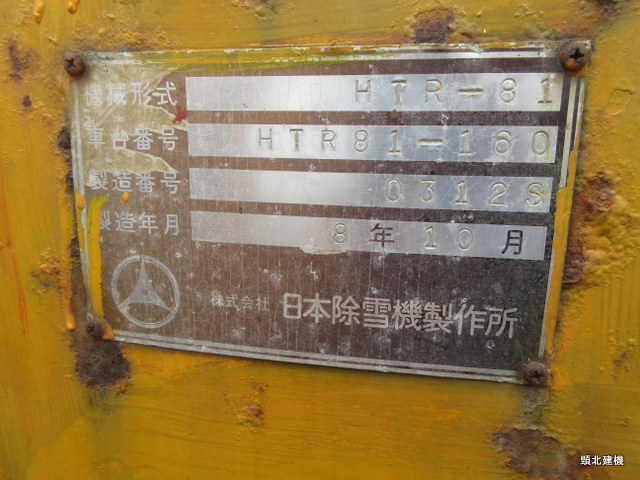 機械形式 HTR-81
車台番号 HTR81-160
製造番号 0312S
製造年月 8年10月
株式会社 日本除雪機製作所
頸北建機